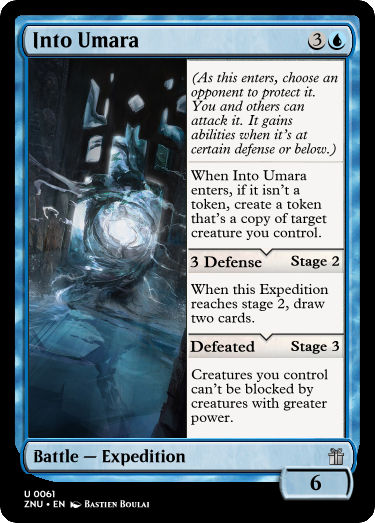 Into Umara 3
(As this enters, choose an
opponent to protect it.
You and others can
attack it. It gains
abilities when it's at
certain defense or below.)
When Into Umara
enters, if it isn't a
token, create a token
that's a copy of target
creature you control.
3 Defense Stage 2
When this Expedition
reaches stage 2, draw
two cards.
Defeated Stage 3
Creatures you control
can't be blocked by
creatures with greater
power.
Battle — Expedition
6
U 0061
ZNU • EN Bastien Boulai